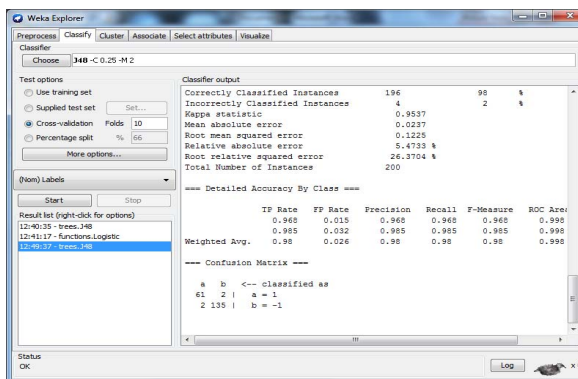 Weka Explorer
Preprocess Classify Cluster Associate Select attributes Visualize
Classifier
Choose J48 -C 0.25 -M 2
Test options
Use training set
Supplied test set Set...
Cross-validation Folds 10
Percentage split % 66
More options...
(Nom) Labels
Start Stop
Result list (right-click for options)
12:40:35 - trees.J48
12:41:17 - functions.Logistic
12:49:37 - trees.J48
Classifier output
Correctly Classified Instances 196 98 %
Incorrectly Classified Instances 4 2 %
Kappa statistic 0.9537
Mean absolute error 0.0237
Root mean squared error 0.1225
Relative absolute error 5.4733 %
Root relative squared error 26.3704 %
Total Number of Instances 200
=== Detailed Accuracy By Class ===
TP Rate FP Rate Precision Recall F-Measure ROC Area
0.968 0.015 0.968 0.968 0.968 0.998
0.985 0.032 0.985 0.985 0.985 0.998
Weighted Avg. 0.98 0.026 0.98 0.98 0.98 0.998
=== Confusion Matrix ===
a b <-- classified as
61 2 | a = 1
2 135 | b = -1
Status
OK
Log
x